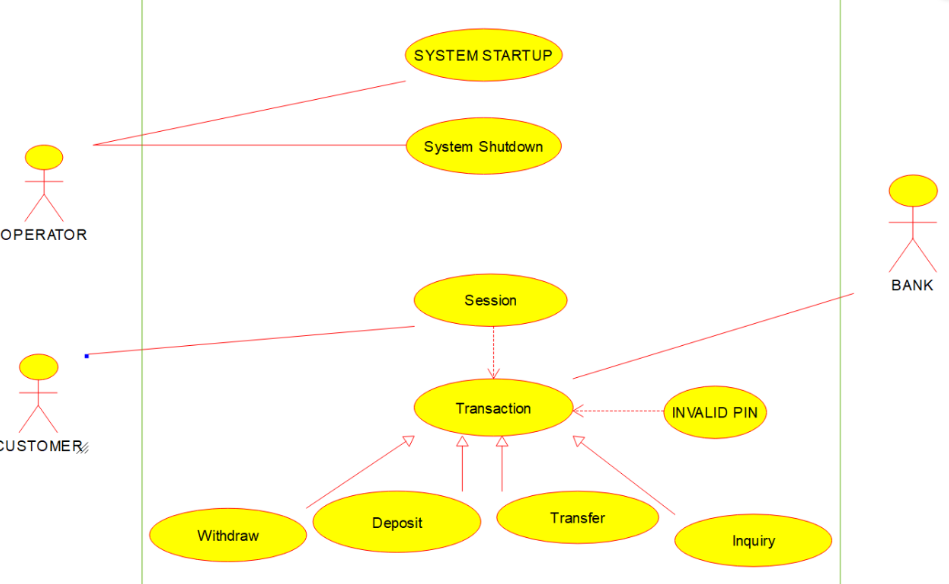 SYSTEM STARTUP
System Shutdown
OPERATOR
BANK
Session
CUSTOMER
Transaction
INVALID PIN
Withdraw
Deposit
Transfer
Inquiry